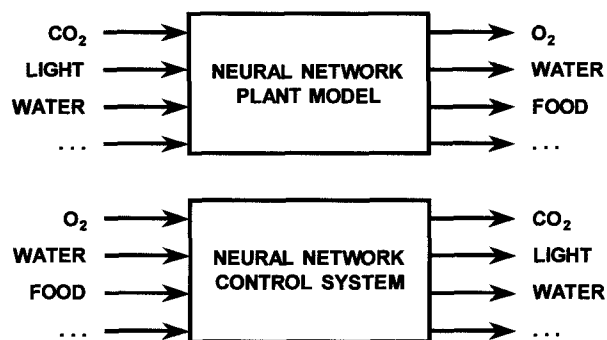 CO₂
LIGHT
WATER
...
NEURAL NETWORK
PLANT MODEL
O₂
WATER
FOOD
...
O₂
WATER
FOOD
...
NEURAL NETWORK
CONTROL SYSTEM
CO₂
LIGHT
WATER
...